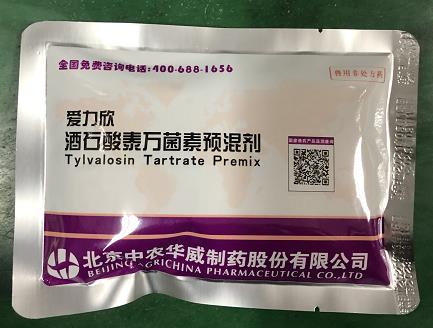 全国免费咨询电话:400-688-1656
兽用非处方药
爱力欣
酒石酸泰万菌素预混剂
Tylvalosin Tartrate Premix
北京中农华威制药股份有限公司
BEIJING AGRICHINA PHARMACEUTICAL CO.,LTD